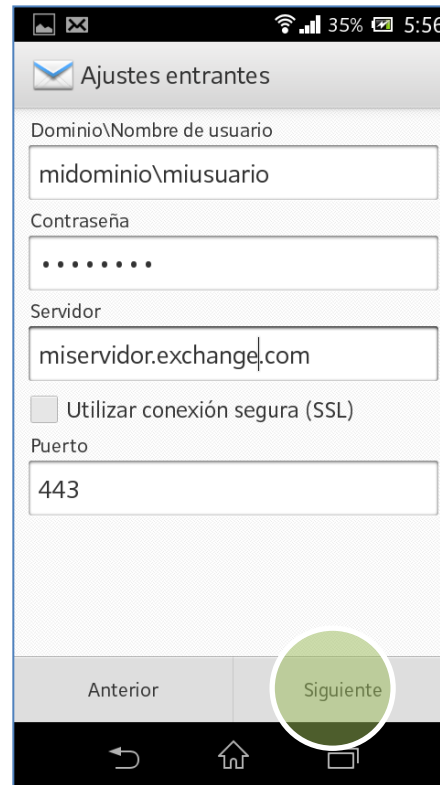 35% 5:56
Ajustes entrantes
Dominio\Nombre de usuario
midominio\miusuario
Contraseña
••••••••
Servidor
miservidor.exchange.com
Utilizar conexión segura (SSL)
Puerto
443
Anterior Siguiente